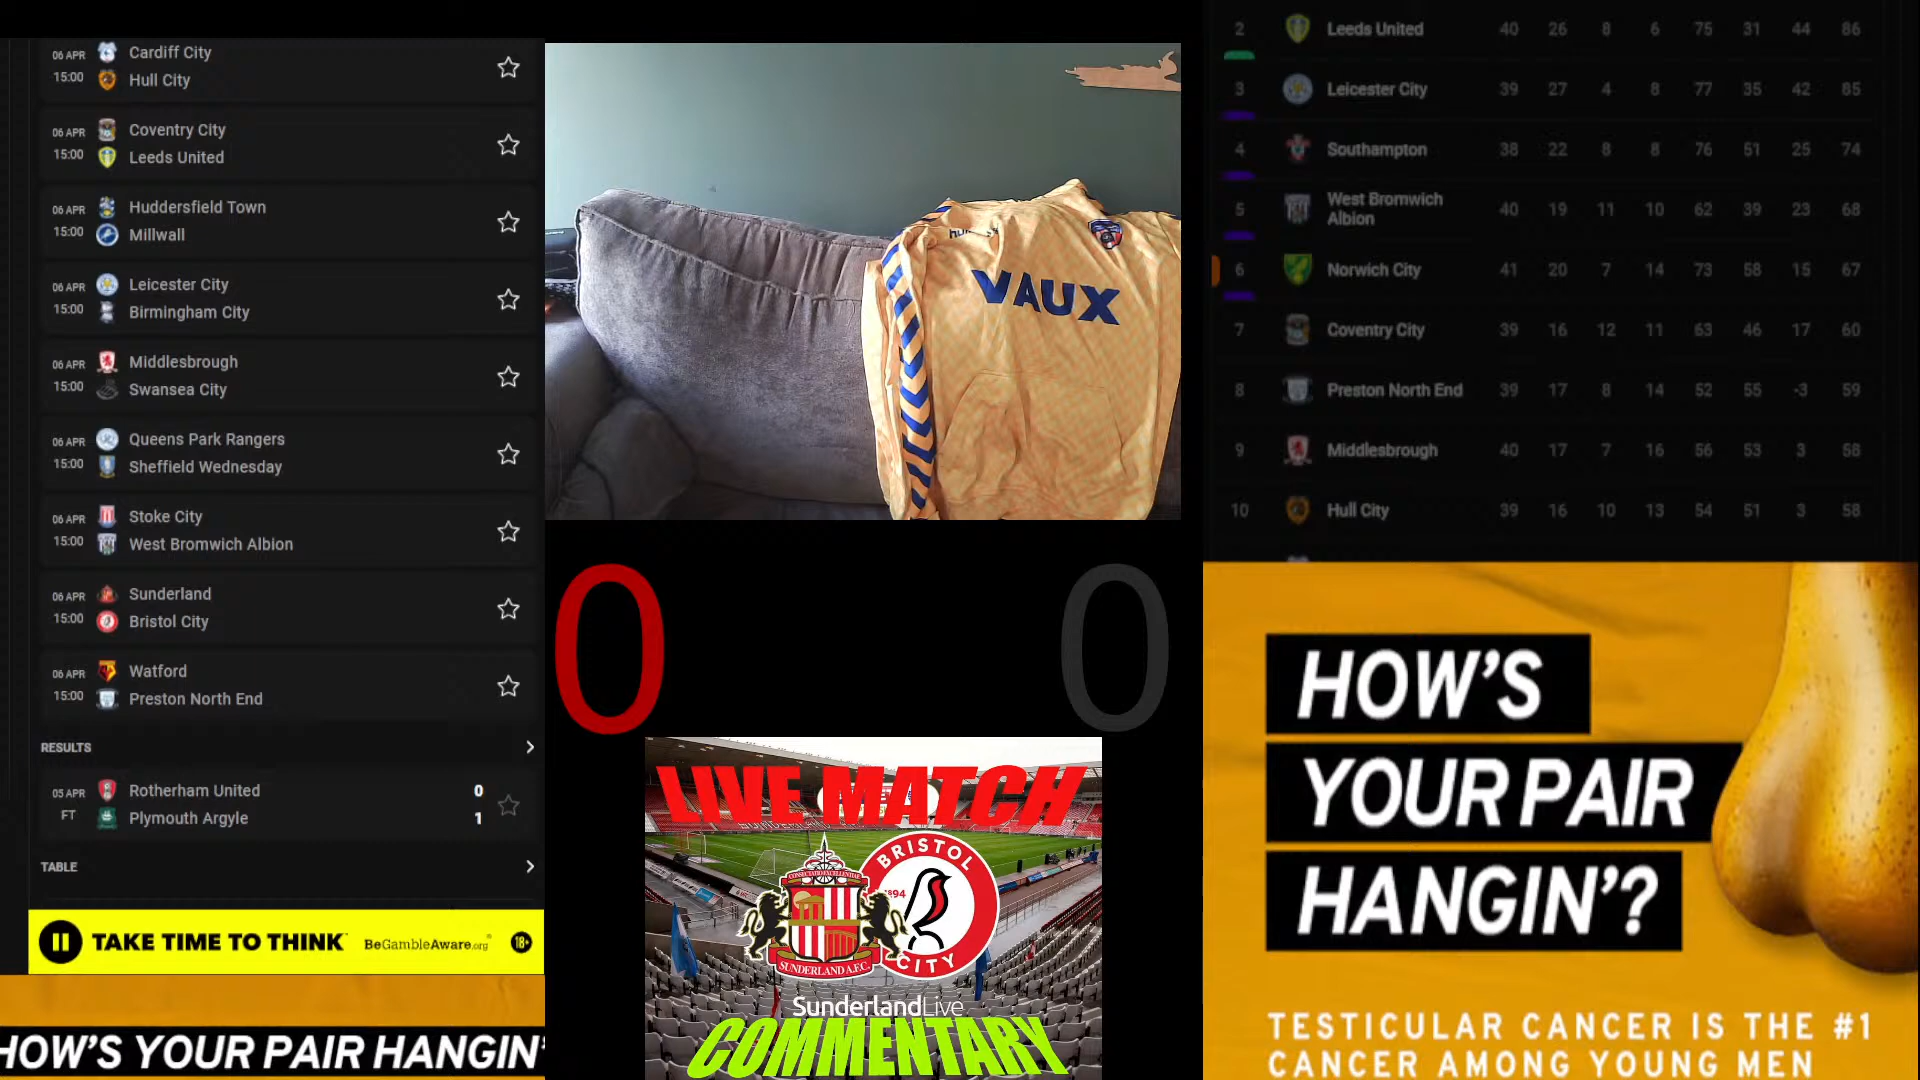 06 APR
15:00
Cardiff City
Hull City
06 APR
15:00
Coventry City
Leeds United
06 APR
15:00
Huddersfield Town
Millwall
06 APR
15:00
Leicester City
Birmingham City
06 APR
15:00
Middlesbrough
Swansea City
06 APR
15:00
Queens Park Rangers
Sheffield Wednesday
06 APR
15:00
Stoke City
West Bromwich Albion
06 APR
15:00
Sunderland
Bristol City
06 APR
15:00
Watford
Preston North End
RESULTS
05 APR
FT
Rotherham United 0
Plymouth Argyle 1
TABLE
TAKE TIME TO THINK BeGambleAware.org 18+
HOW'S YOUR PAIR HANGIN'
VAUX
0 0
LIVE MATCH
BRISTOL
CITY
1894
CONSECTATIO EXCELLENTIAE
SUNDERLAND A.F.C.
SunderlandLive
COMMENTARY
2 Leeds United 40 26 8 6 75 31 44 86
3 Leicester City 39 27 4 8 77 35 42 85
4 Southampton 38 22 8 8 76 51 25 74
5 West Bromwich
Albion 40 19 11 10 62 39 23 68
6 Norwich City 41 20 7 14 73 58 15 67
7 Coventry City 39 16 12 11 63 46 17 60
8 Preston North End 39 17 8 14 52 55 -3 59
9 Middlesbrough 40 17 7 16 56 53 3 58
10 Hull City 39 16 10 13 54 51 3 58
HOW'S
YOUR PAIR
HANGIN'?
TESTICULAR CANCER IS THE #1
CANCER AMONG YOUNG MEN